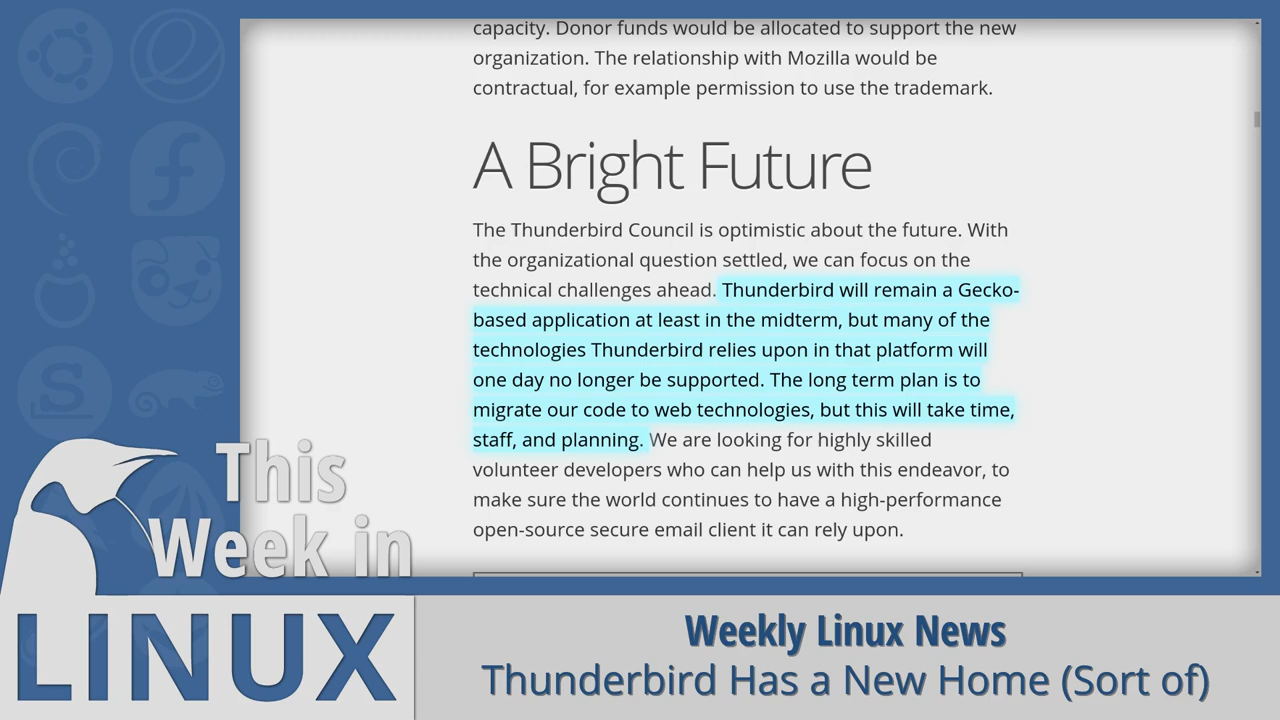 capacity. Donor funds would be allocated to support the new
organization. The relationship with Mozilla would be
contractual, for example permission to use the trademark.
A Bright Future
The Thunderbird Council is optimistic about the future. With
the organizational question settled, we can focus on the
technical challenges ahead. Thunderbird will remain a Gecko-
based application at least in the midterm, but many of the
technologies Thunderbird relies upon in that platform will
one day no longer be supported. The long term plan is to
migrate our code to web technologies, but this will take time,
staff, and planning. We are looking for highly skilled
volunteer developers who can help us with this endeavor, to
make sure the world continues to have a high-performance
open-source secure email client it can rely upon.
This
Week in
LINUX
Weekly Linux News
Thunderbird Has a New Home (Sort of)